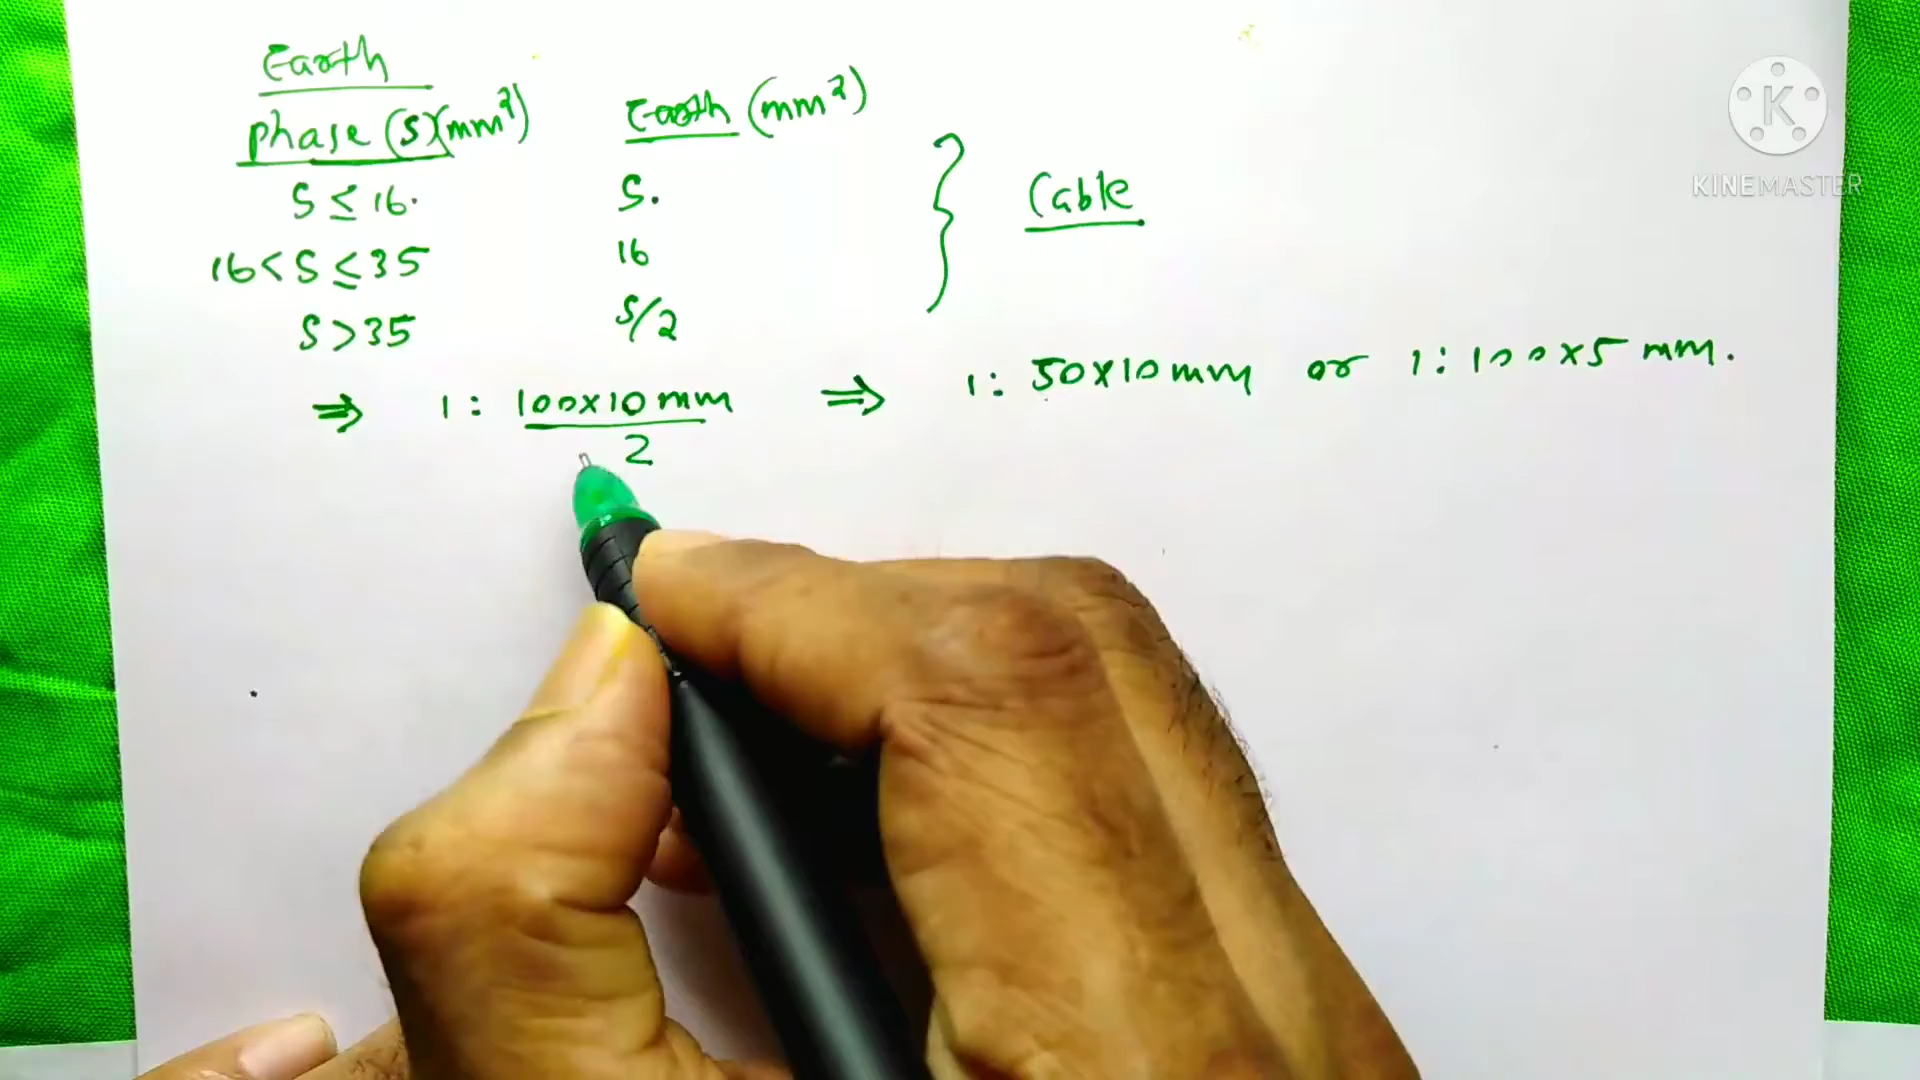 Earth
phase (S)(mm²) Earth (mm²)
S ≤ 16. S.
16 < S ≤ 35 16
S > 35 S/2
} Cable
⇒ 1: 100x10mm / 2 ⇒ 1: 50x10mm or 1: 100x5 mm.
K
KINEMASTER